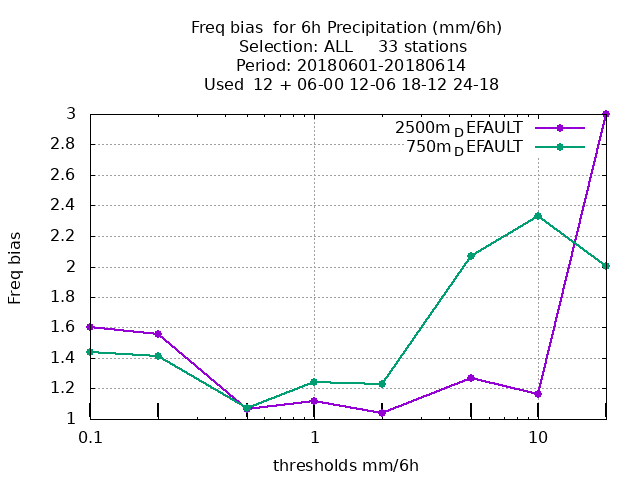 Freq bias for 6h Precipitation (mm/6h)
Selection: ALL 33 stations
Period: 20180601-20180614
Used 12 + 06-00 12-06 18-12 24-18
2500m_DEFAULT
750m_DEFAULT
3
2.8
2.6
2.4
2.2
2
1.8
1.6
1.4
1.2
1
Freq bias
0.1 1 10
thresholds mm/6h